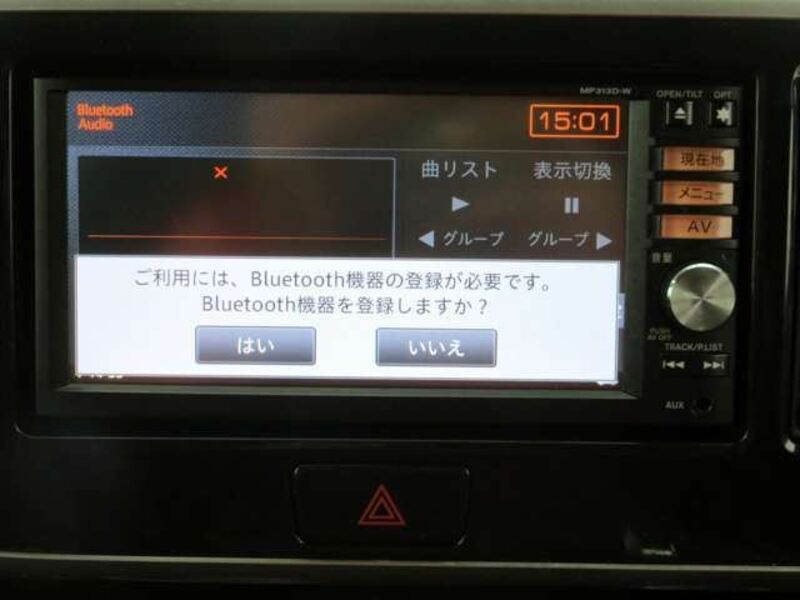 MP313D-W
OPEN/TILT OPT
Bluetooth
Audio
15:01
曲リスト 表示切換
グループ グループ
ご利用には、Bluetooth機器の登録が必要です。
Bluetooth機器を登録しますか？
はい いいえ
現在地
メニュー
AV
音量
PUSH
AV OFF
TRACK/P.LIST
AUX